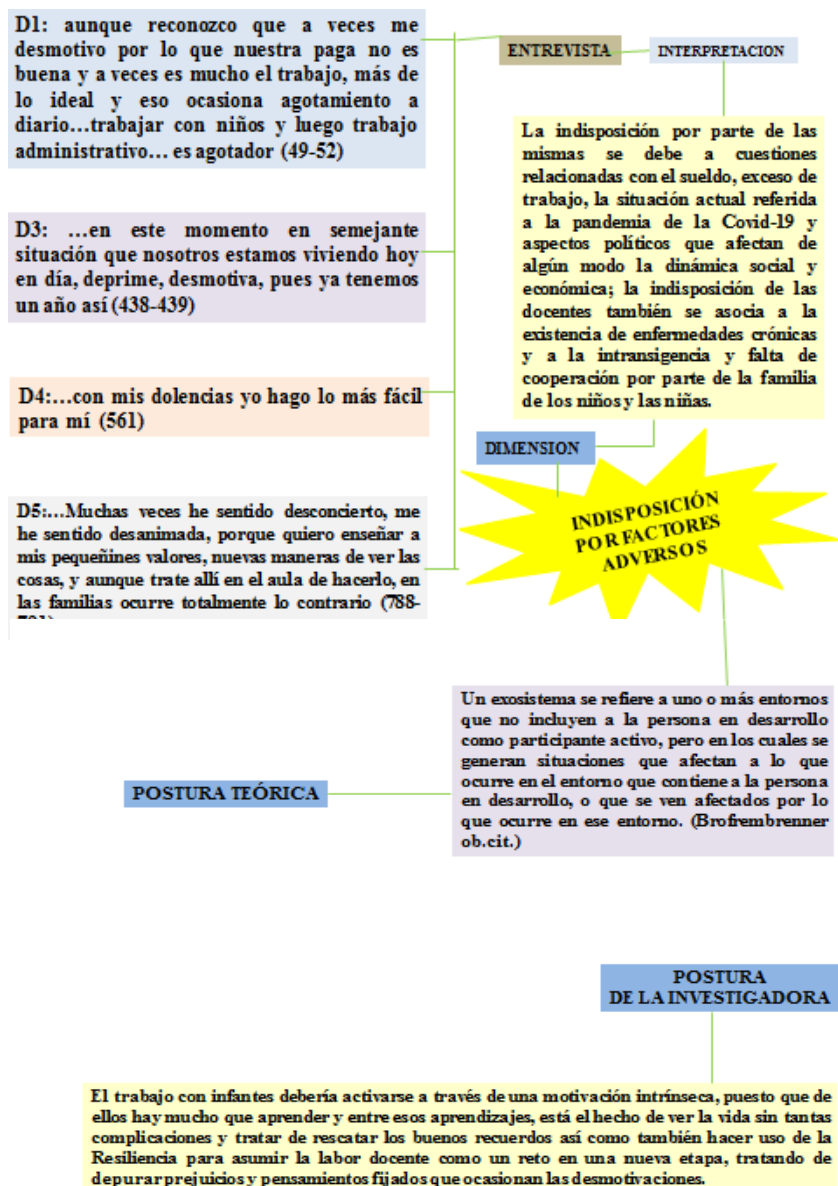 D1: aunque reconozco que a veces me
desmotivo por lo que nuestra paga no es
buena y a veces es mucho el trabajo, más de
lo ideal y eso ocasiona agotamiento a
diario…trabajar con niños y luego trabajo
administrativo… es agotador (49-52)
ENTREVISTA
INTERPRETACION
La indisposición por parte de las
mismas se debe a cuestiones
relacionadas con el sueldo, exceso de
trabajo, la situación actual referida
a la pandemia de la Covid-19 y
aspectos políticos que afectan de
algún modo la dinámica social y
económica; la indisposición de las
docentes también se asocia a la
existencia de enfermedades crónicas
y a la intransigencia y falta de
cooperación por parte de la familia
de los niños y las niñas.
D3: …en este momento en semejante
situación que nosotros estamos viviendo hoy
en día, deprime, desmotiva, pues ya tenemos
un año así (438-439)
D4:…con mis dolencias yo hago lo más fácil
para mí (561)
DIMENSION
INDISPOSICIÓN
POR FACTORES
ADVERSOS
D5:…Muchas veces he sentido desconcierto, me
he sentido desanimada, porque quiero enseñar a
mis pequeñines valores, nuevas maneras de ver las
cosas, y aunque trate allí en el aula de hacerlo, en
las familias ocurre totalmente lo contrario (788-
Un exosistema se refiere a uno o más entornos
que no incluyen a la persona en desarrollo
como participante activo, pero en los cuales se
generan situaciones que afectan a lo que
ocurre en el entorno que contiene a la persona
en desarrollo, o que se ven afectados por lo
que ocurre en ese entorno. (Brofrembrenner
ob.cit.)
POSTURA TEÓRICA
POSTURA
DE LA INVESTIGADORA
El trabajo con infantes debería activarse a través de una motivación intrínseca, puesto que de
ellos hay mucho que aprender y entre esos aprendizajes, está el hecho de ver la vida sin tantas
complicaciones y tratar de rescatar los buenos recuerdos así como también hacer uso de la
Resiliencia para asumir la labor docente como un reto en una nueva etapa, tratando de
depurar prejuicios y pensamientos fijados que ocasionan las desmotivaciones.